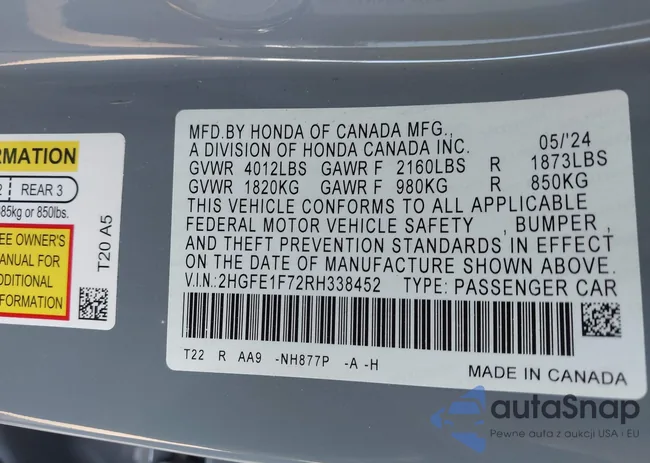 RMATION
2 REAR 3
85kg or 850lbs.
EE OWNER'S
ANUAL FOR
DDITIONAL
FORMATION
T20 A5
MFD.BY HONDA OF CANADA MFG.,
A DIVISION OF HONDA CANADA INC. 05/'24
GVWR 4012LBS GAWR F 2160LBS R 1873LBS
GVWR 1820KG GAWR F 980KG R 850KG
THIS VEHICLE CONFORMS TO ALL APPLICABLE
FEDERAL MOTOR VEHICLE SAFETY , BUMPER ,
AND THEFT PREVENTION STANDARDS IN EFFECT
ON THE DATE OF MANUFACTURE SHOWN ABOVE.
V.I.N.: 2HGFE1F72RH338452 TYPE: PASSENGER CAR
T22 R AA9 -NH877P -A -H
MADE IN CANADA
autaSnap
Pewne auta z aukcji USA i EU